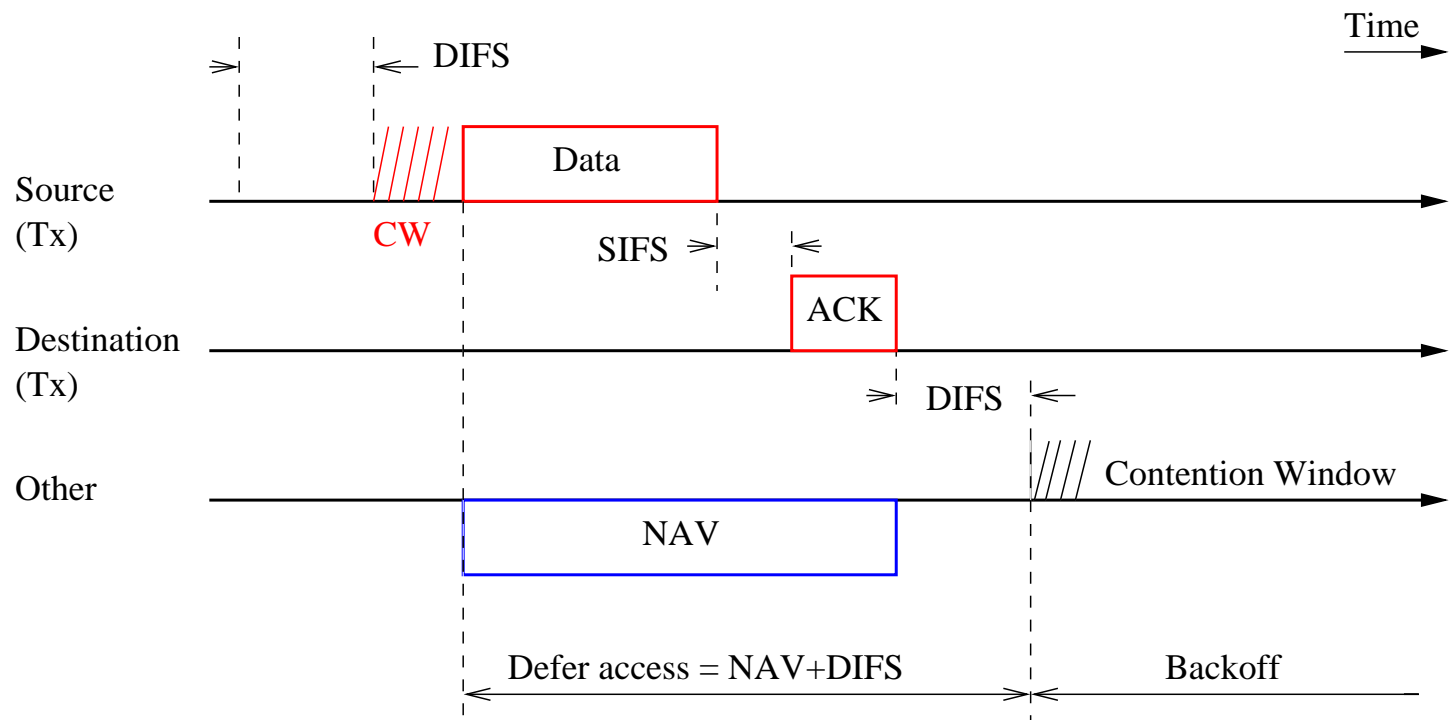 Time
DIFS
Data
Source
(Tx)
CW
SIFS
ACK
Destination
(Tx)
DIFS
Contention Window
Other
NAV
Defer access = NAV+DIFS
Backoff